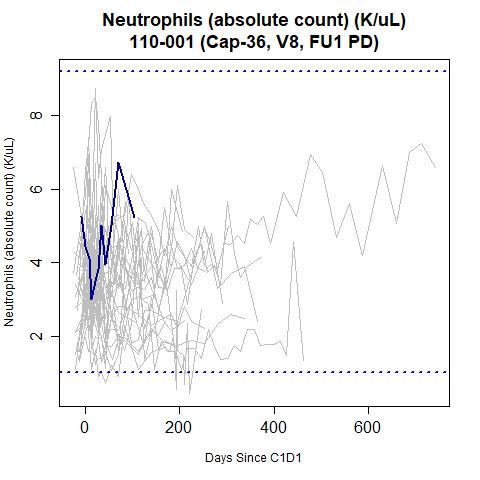 Neutrophils (absolute count) (K/uL)
110-001 (Cap-36, V8, FU1 PD)
Neutrophils (absolute count) (K/uL)
8
6
4
2
0 200 400 600
Days Since C1D1